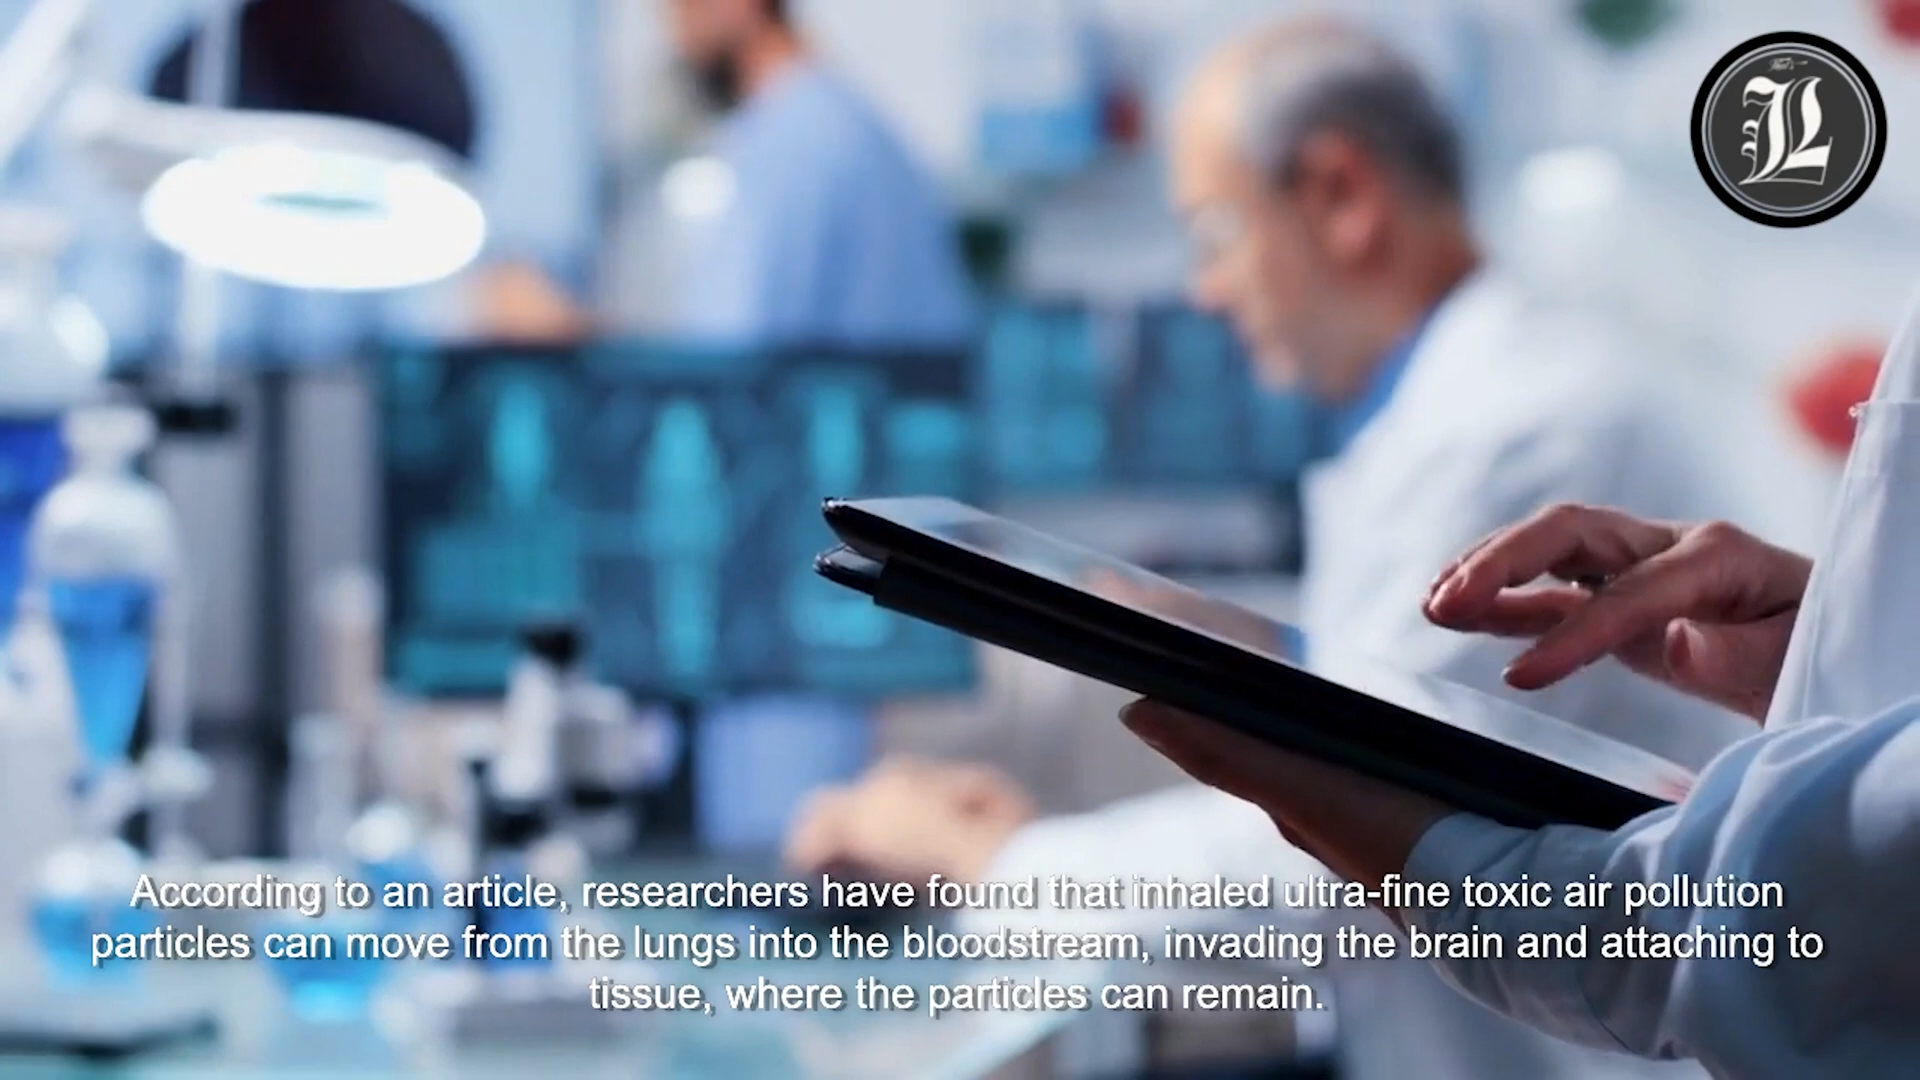 That's
L
According to an article, researchers have found that inhaled ultra-fine toxic air pollution
particles can move from the lungs into the bloodstream, invading the brain and attaching to
tissue, where the particles can remain.